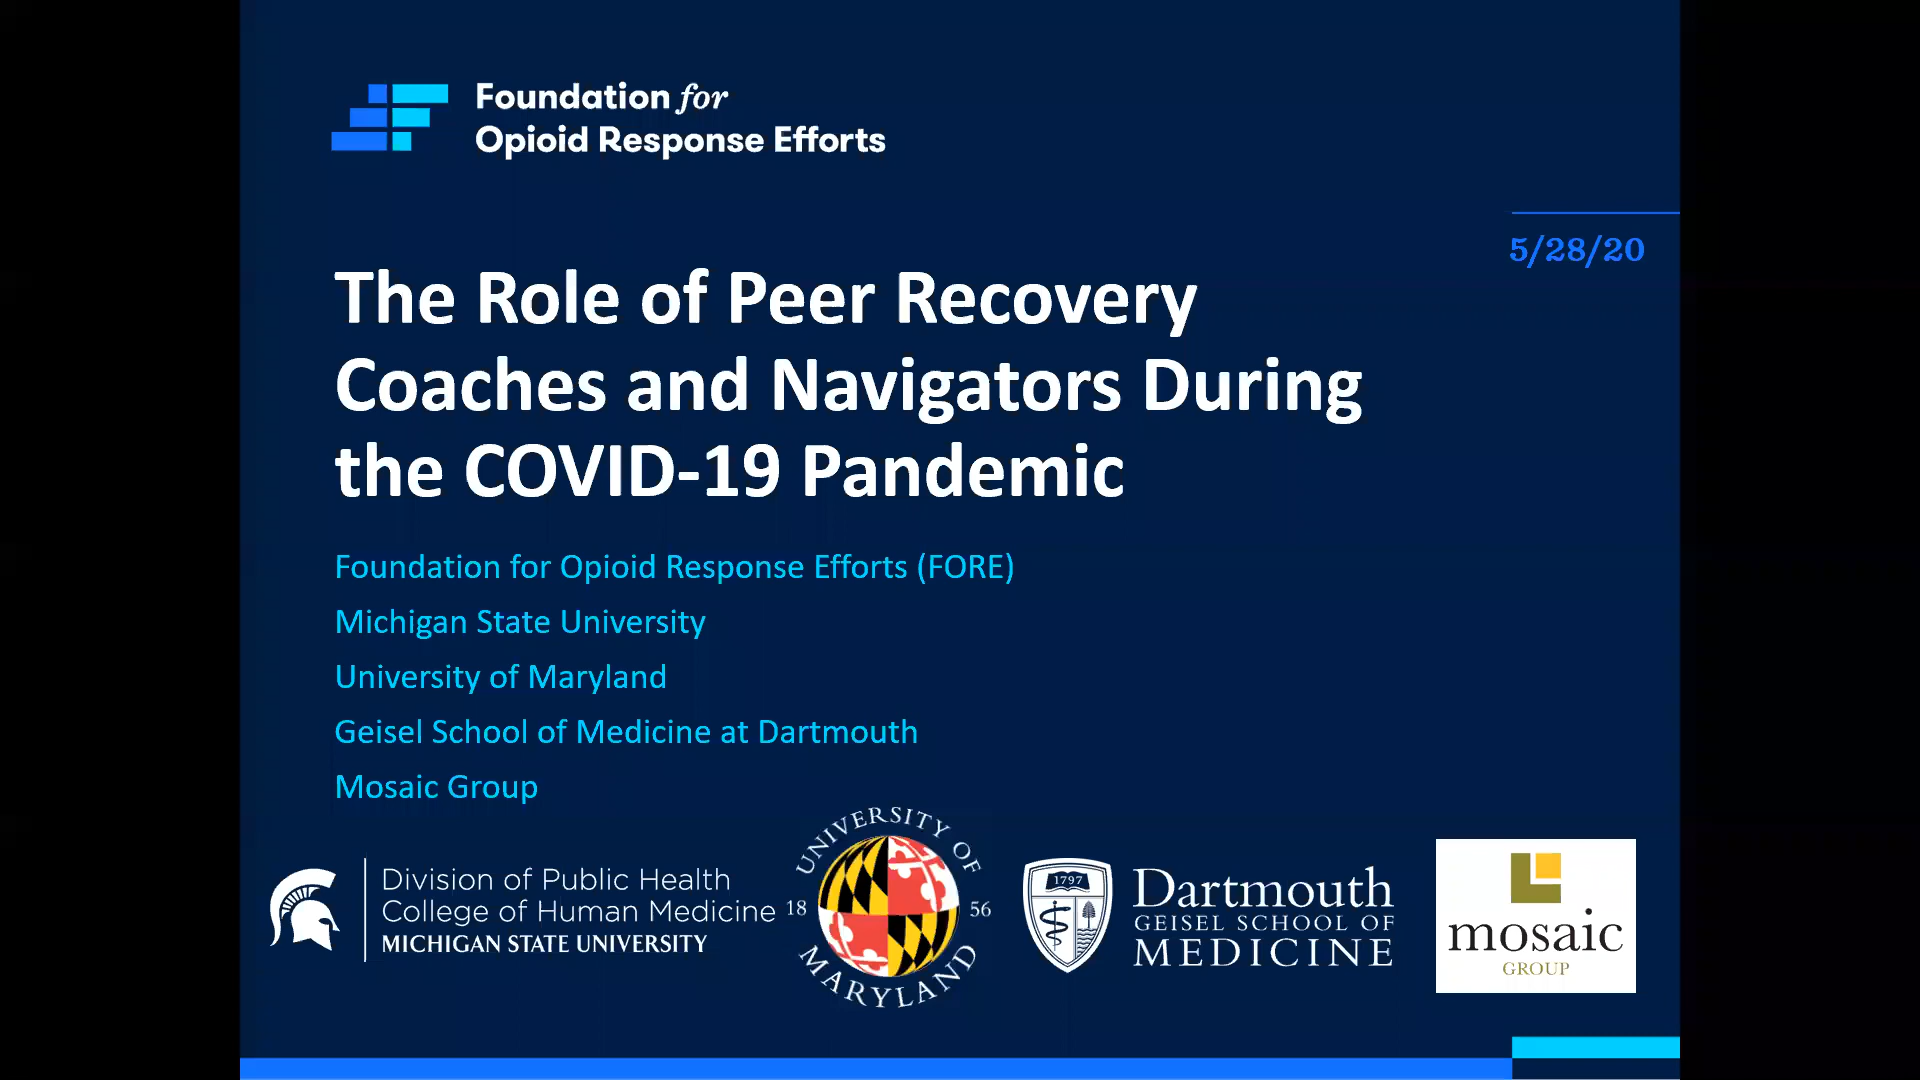 Foundation for
Opioid Response Efforts
5/28/20
The Role of Peer Recovery
Coaches and Navigators During
the COVID-19 Pandemic
Foundation for Opioid Response Efforts (FORE)
Michigan State University
University of Maryland
Geisel School of Medicine at Dartmouth
Mosaic Group
Division of Public Health
College of Human Medicine
MICHIGAN STATE UNIVERSITY
UNIVERSITY OF
18 56
MARYLAND
1797
Dartmouth
GEISEL SCHOOL OF
MEDICINE
mosaic
GROUP